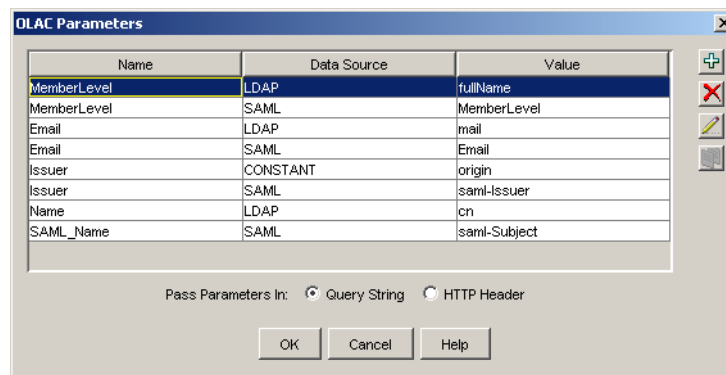 OLAC Parameters
Name Data Source Value
MemberLevel LDAP fullName
MemberLevel SAML MemberLevel
Email LDAP mail
Email SAML Email
Issuer CONSTANT origin
Issuer SAML saml-Issuer
Name LDAP cn
SAML_Name SAML saml-Subject
Pass Parameters In: Query String HTTP Header
OK Cancel Help